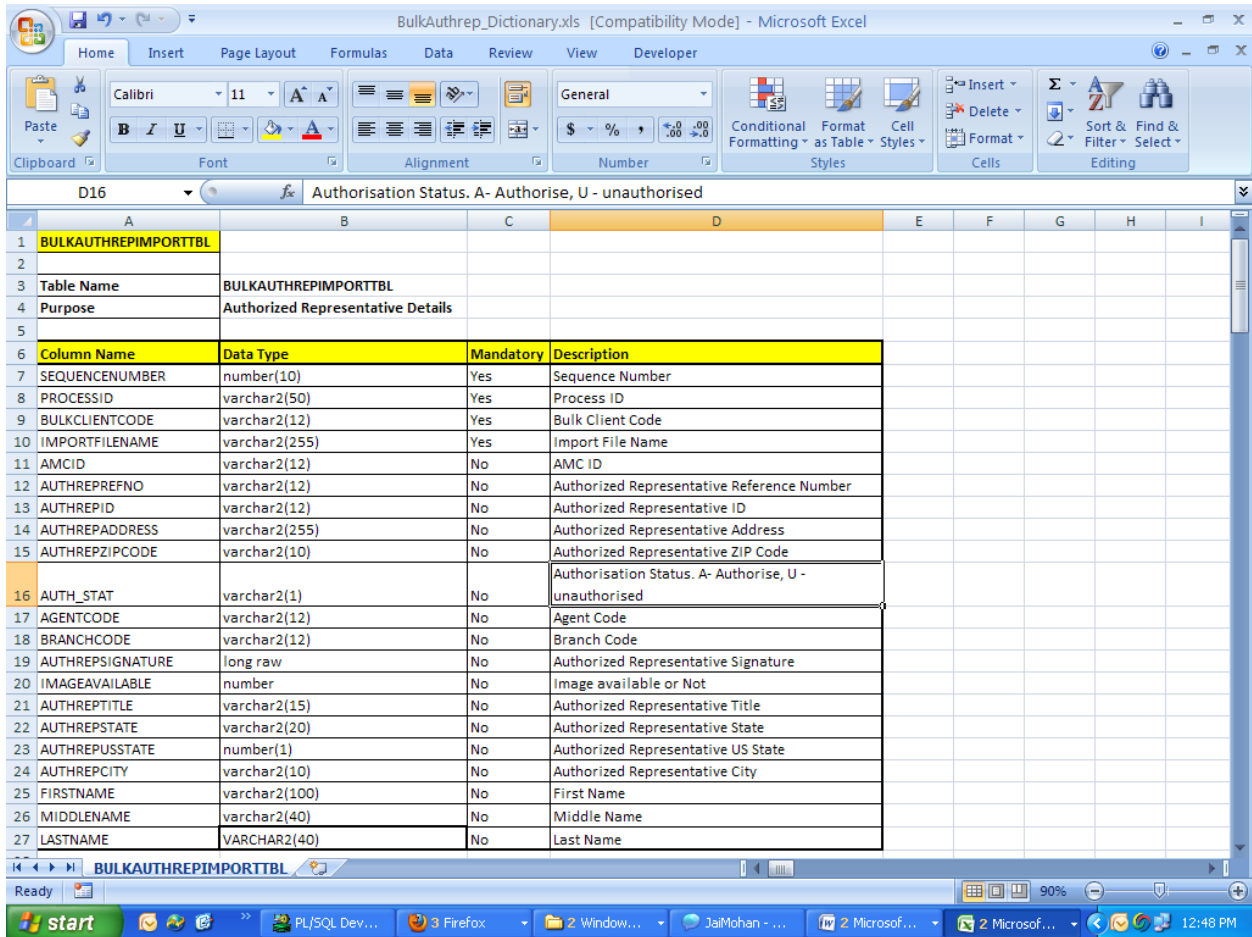 BulkAuthrep_Dictionary.xls [Compatibility Mode] - Microsoft Excel
Home Insert Page Layout Formulas Data Review View Developer
Calibri 11 A A General Insert
Paste Conditional Format Cell Delete Sort & Find &
B I U A $ % , .0 .00 .00 .0 Formatting as Table Styles Format Filter Select
Clipboard Font Alignment Number Styles Cells Editing
D16 fx Authorisation Status. A- Authorise, U - unauthorised
A B C D E F G H I
1 BULKAUTHREPIMPORTTBL
2
3 Table Name BULKAUTHREPIMPORTTBL
4 Purpose Authorized Representative Details
5
6 Column Name Data Type Mandatory Description
7 SEQUENCENUMBER number(10) Yes Sequence Number
8 PROCESSID varchar2(50) Yes Process ID
9 BULKCLIENTCODE varchar2(12) Yes Bulk Client Code
10 IMPORTFILENAME varchar2(255) Yes Import File Name
11 AMCID varchar2(12) No AMC ID
12 AUTHREPREFNO varchar2(12) No Authorized Representative Reference Number
13 AUTHREPID varchar2(12) No Authorized Representative ID
14 AUTHREPADDRESS varchar2(255) No Authorized Representative Address
15 AUTHREPZIPCODE varchar2(10) No Authorized Representative ZIP Code
Authorisation Status. A- Authorise, U -
16 AUTH_STAT varchar2(1) No unauthorised
17 AGENTCODE varchar2(12) No Agent Code
18 BRANCHCODE varchar2(12) No Branch Code
19 AUTHREPSIGNATURE long raw No Authorized Representative Signature
20 IMAGEAVAILABLE number No Image available or Not
21 AUTHREPTITLE varchar2(15) No Authorized Representative Title
22 AUTHREPSTATE varchar2(20) No Authorized Representative State
23 AUTHREPUSSTATE number(1) No Authorized Representative US State
24 AUTHREPCITY varchar2(10) No Authorized Representative City
25 FIRSTNAME varchar2(100) No First Name
26 MIDDLENAME varchar2(40) No Middle Name
27 LASTNAME VARCHAR2(40) No Last Name
BULKAUTHREPIMPORTTBL
Ready 90%
start PL/SQL Dev... 3 Firefox 2 Window... JaiMohan - ... 2 Microsof... 2 Microsof... 12:48 PM